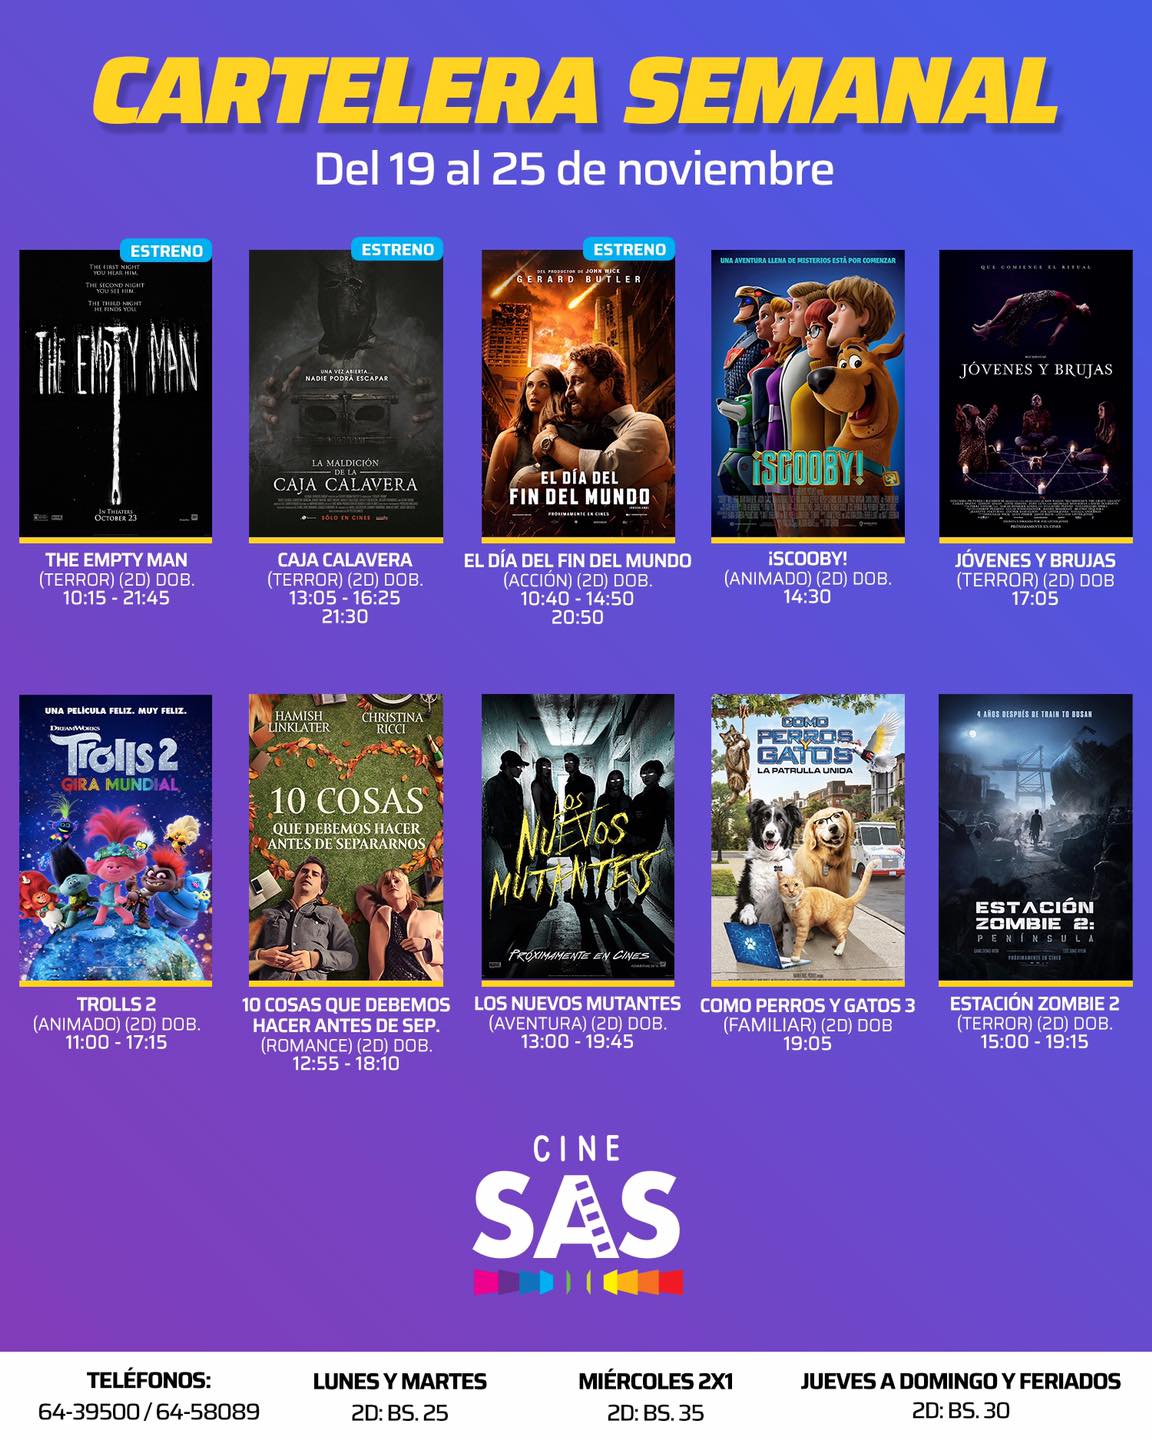 CARTELERA SEMANAL
Del 19 al 25 de noviembre
ESTRENO
THE FIRST NIGHT
YOU HEAR HIM.
THE SECOND NIGHT
YOU SEE HIM.
THE THIRD NIGHT
HE FINDS YOU.
THE EMPTY MAN
IN THEATERS
OCTOBER 23
THE EMPTY MAN
(TERROR) (2D) DOB.
10:15 - 21:45
ESTRENO
UNA VEZ ABIERTA...
NADIE PODRÁ ESCAPAR
LA MALDICIÓN
DE LA
CAJA CALAVERA
SÓLO EN CINES
CAJA CALAVERA
(TERROR) (2D) DOB.
13:05 - 16:25
21:30
ESTRENO
DEL PRODUCTOR DE JOHN WICK
GERARD BUTLER
EL DÍA DEL
FIN DEL MUNDO
PRÓXIMAMENTE EN CINES
EL DÍA DEL FIN DEL MUNDO
(ACCIÓN) (2D) DOB.
10:40 - 14:50
20:50
UNA AVENTURA LLENA DE MISTERIOS ESTÁ POR COMENZAR
¡SCOOBY!
¡SCOOBY!
(ANIMADO) (2D) DOB.
14:30
QUE COMIENCE EL RITUAL
JÓVENES Y BRUJAS
JÓVENES Y BRUJAS
(TERROR) (2D) DOB
17:05
UNA PELÍCULA FELIZ. MUY FELIZ.
DREAMWORKS
Trolls 2
GIRA MUNDIAL
TROLLS 2
(ANIMADO) (2D) DOB.
11:00 - 17:15
HAMISH LINKLATER
CHRISTINA RICCI
10 COSAS
QUE DEBEMOS HACER
ANTES DE SEPARARNOS
10 COSAS QUE DEBEMOS
HACER ANTES DE SEP.
(ROMANCE) (2D) DOB.
12:55 - 18:10
LOS
NUEVOS
MUTANTES
PRÓXIMAMENTE EN CINES
LOS NUEVOS MUTANTES
(AVENTURA) (2D) DOB.
13:00 - 19:45
COMO
PERROS
Y
GATOS
LA PATRULLA UNIDA
COMO PERROS Y GATOS 3
(FAMILIAR) (2D) DOB
19:05
4 AÑOS DESPUÉS DE TRAIN TO BUSAN
ESTACIÓN
ZOMBIE 2:
PENÍNSULA
PRÓXIMAMENTE EN CINES
ESTACIÓN ZOMBIE 2
(TERROR) (2D) DOB.
15:00 - 19:15
CINE
SAS
TELÉFONOS:
64-39500 / 64-58089
LUNES Y MARTES
2D: BS. 25
MIÉRCOLES 2X1
2D: BS. 35
JUEVES A DOMINGO Y FERIADOS
2D: BS. 30